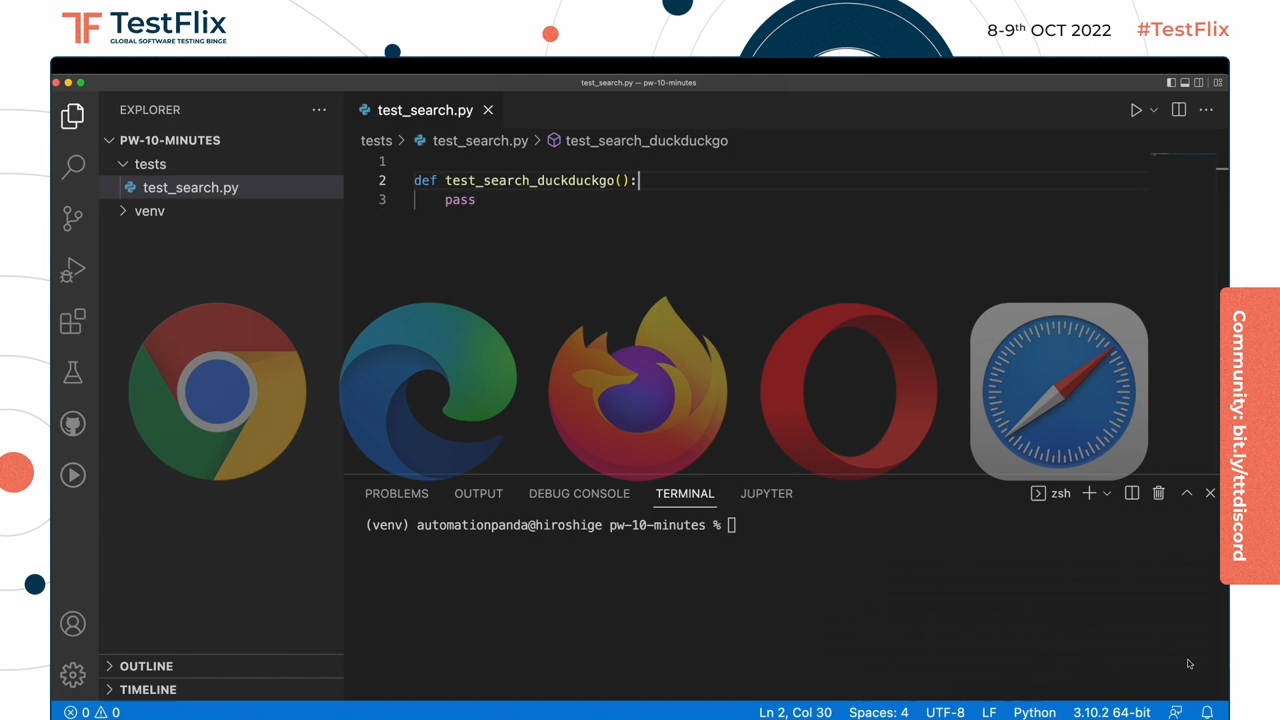 TF TestFlix
GLOBAL SOFTWARE TESTING BINGE
8-9th OCT 2022
#TestFlix
test_search.py — pw-10-minutes
EXPLORER
PW-10-MINUTES
tests
test_search.py
venv
OUTLINE
TIMELINE
test_search.py
tests > test_search.py > test_search_duckduckgo
1
2 def test_search_duckduckgo():
3 pass
PROBLEMS OUTPUT DEBUG CONSOLE TERMINAL JUPYTER
zsh
(venv) automationpanda@hiroshige pw-10-minutes %
0 0
Ln 2, Col 30 Spaces: 4 UTF-8 LF Python 3.10.2 64-bit
Community: bit.ly/tttdiscord